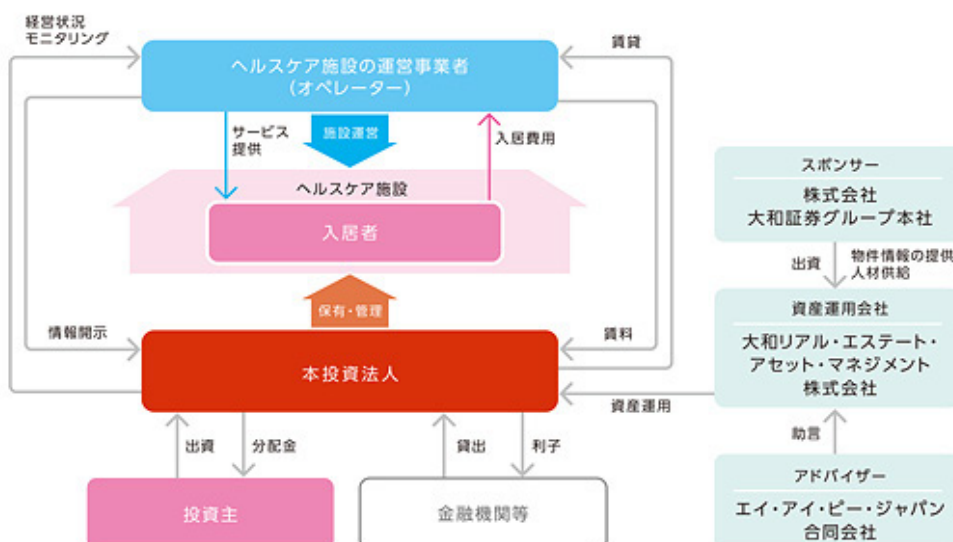 経営状況
モニタリング
賃貸
ヘルスケア施設の運営事業者
（オペレーター）
サービス
提供
施設運営
入居費用
ヘルスケア施設
入居者
保有・管理
情報開示
賃料
本投資法人
資産運用
出資
分配金
貸出
利子
投資主
金融機関等
スポンサー
株式会社
大和証券グループ本社
出資
物件情報の提供
人材供給
資産運用会社
大和リアル・エステート・
アセット・マネジメント
株式会社
助言
アドバイザー
エイ・アイ・ピー・ジャパン
合同会社